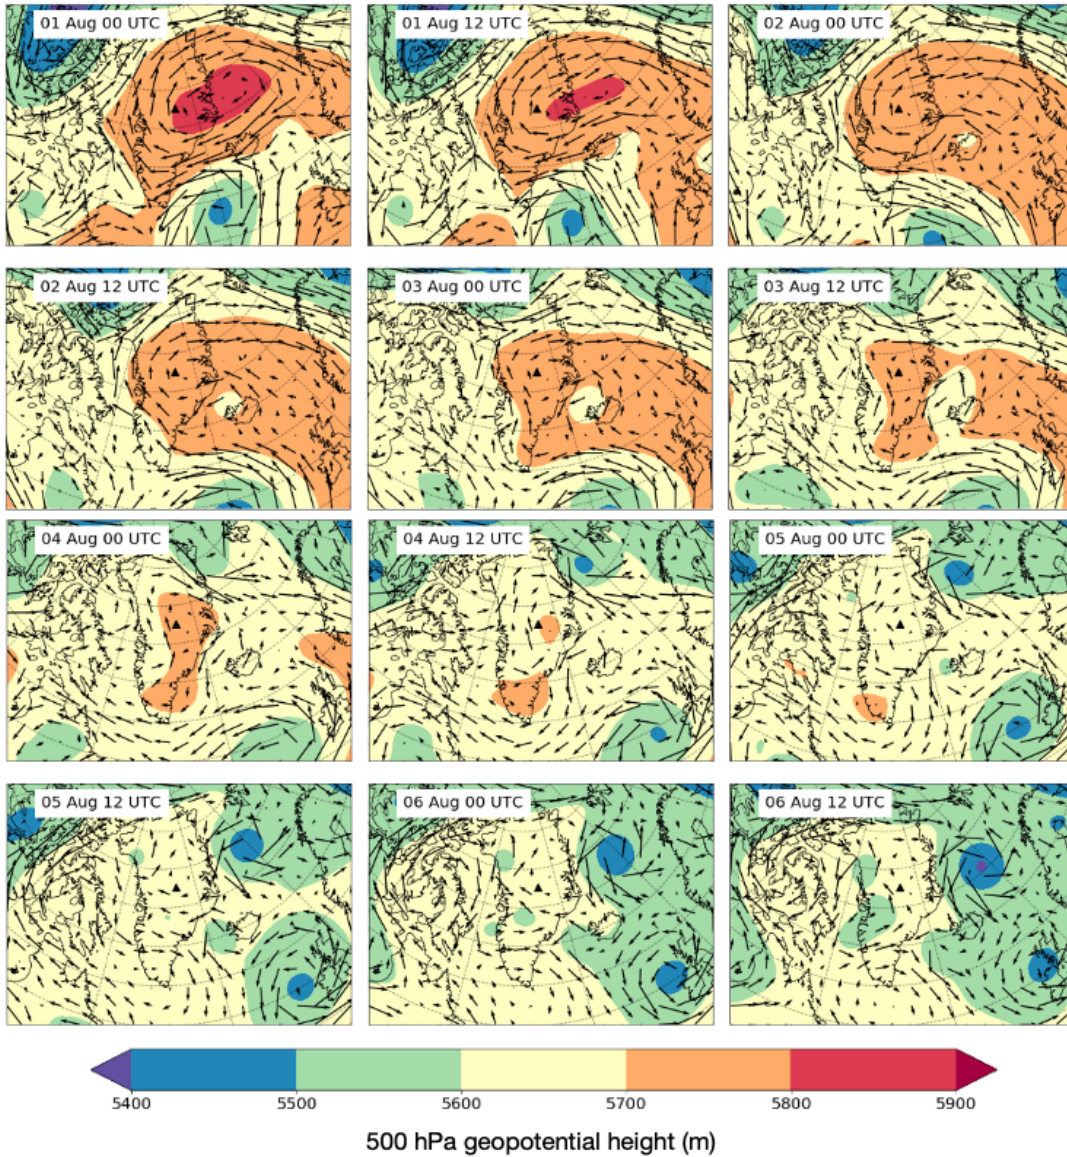 01 Aug 00 UTC
01 Aug 12 UTC
02 Aug 00 UTC
02 Aug 12 UTC
03 Aug 00 UTC
03 Aug 12 UTC
04 Aug 00 UTC
04 Aug 12 UTC
05 Aug 00 UTC
05 Aug 12 UTC
06 Aug 00 UTC
06 Aug 12 UTC
5400 5500 5600 5700 5800 5900
500 hPa geopotential height (m)